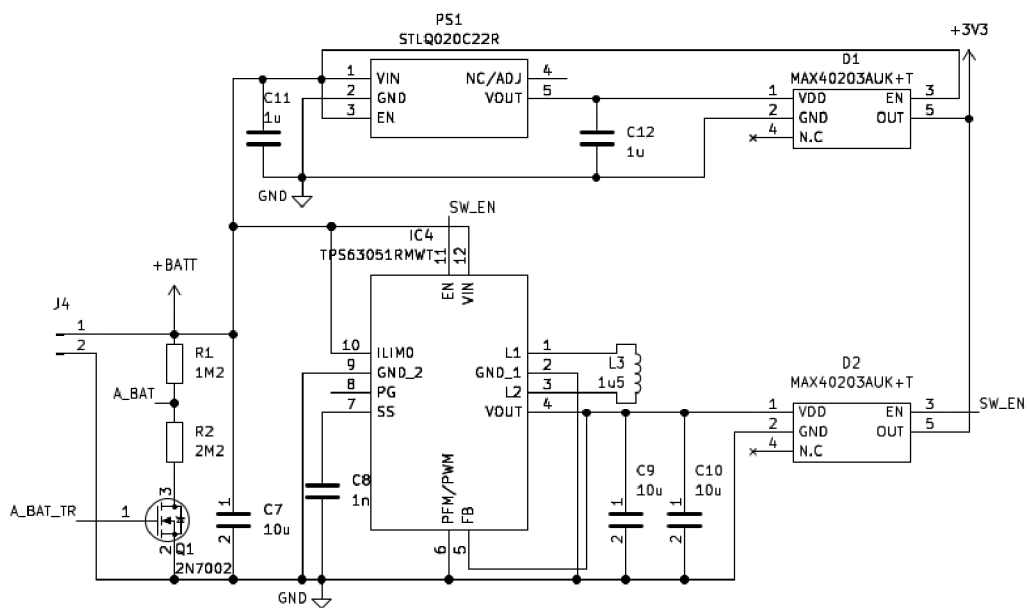 PS1
STLQ020C22R
+3V3
1 VIN NC/ADJ 4
2 GND VOUT 5
3 EN
C11
1u
C12
1u
D1
MAX40203AUK+T
1 VDD EN 3
2 GND OUT 5
4 N.C
GND
SW_EN
IC4
TPS63051RMWT
11 12
EN VIN
+BATT
J4
1
2
R1
1M2
A_BAT
R2
2M2
10 ILIM0 L1 1
9 GND_2 GND_1 2
8 PG L2 3
7 SS VOUT 4
L3
1u5
D2
MAX40203AUK+T
1 VDD EN 3 SW_EN
2 GND OUT 5
4 N.C
C8
1n
PFM/PWM FB
6 5
C9
10u
1
2
C10
10u
1
2
A_BAT_TR 1
3
2
Q1
2N7002
C7
10u
1
2
GND